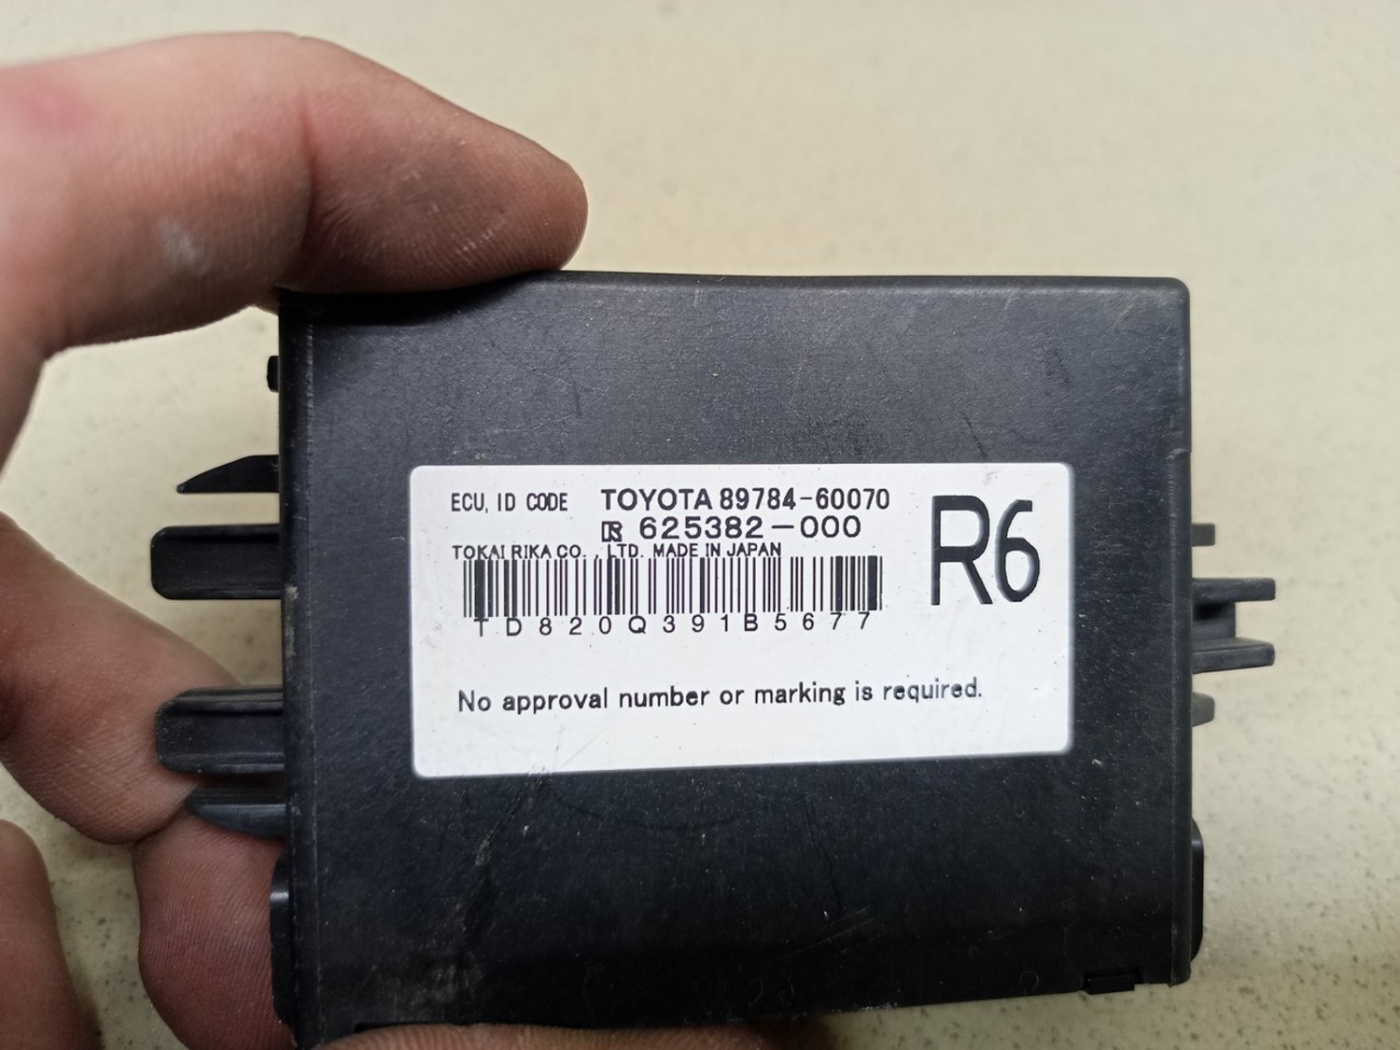 ECU, ID CODE TOYOTA 89784-60070
R 625382-000
R6
TOKAI RIKA CO., LTD. MADE IN JAPAN
TD820Q391B5677
No approval number or marking is required.